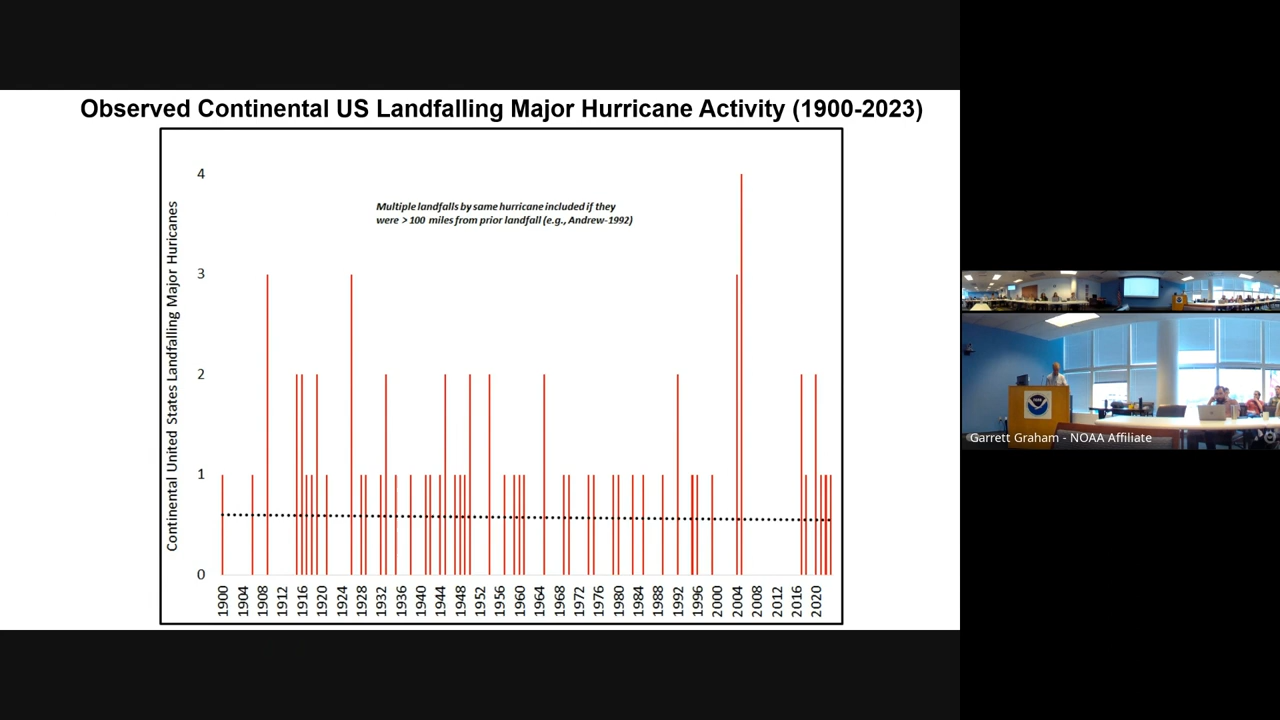 Observed Continental US Landfalling Major Hurricane Activity (1900-2023)
Continental United States Landfalling Major Huricanes
4
3
2
1
0
Multiple landfalls by same hurricane included if they
were > 100 miles from prior landfall (e.g., Andrew-1992)
1900 1904 1908 1912 1916 1920 1924 1928 1932 1936 1940 1944 1948 1952 1956 1960 1964 1968 1972 1976 1980 1984 1988 1992 1996 2000 2004 2008 2012 2016 2020
Garrett Graham - NOAA Affiliate